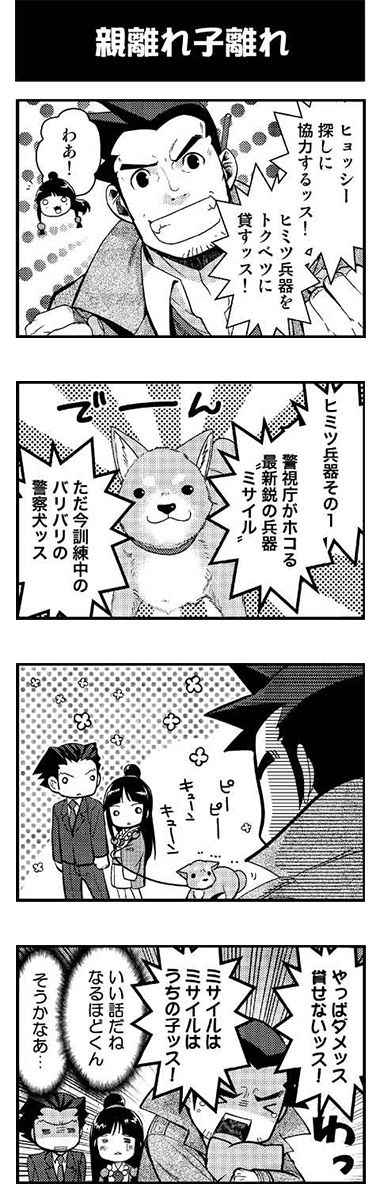 親離れ子離れ
ヒョッシー
探しに
協力するッス！
ヒミツ兵器を
トクベツに
貸すッス！
わあ！
ヒミツ兵器その1
警視庁がホコる
最新鋭の兵器
〝ミサイル〟
でーん
ただ今訓練中の
バリバリの
警察犬ッス
ピー
ピー
キューン
キューン
やっぱダメッス
貸せないッス！
わっ
ミサイルは
ミサイルは
うちの子ッス！
いい話だね
なるほどくん
そうかなあ…